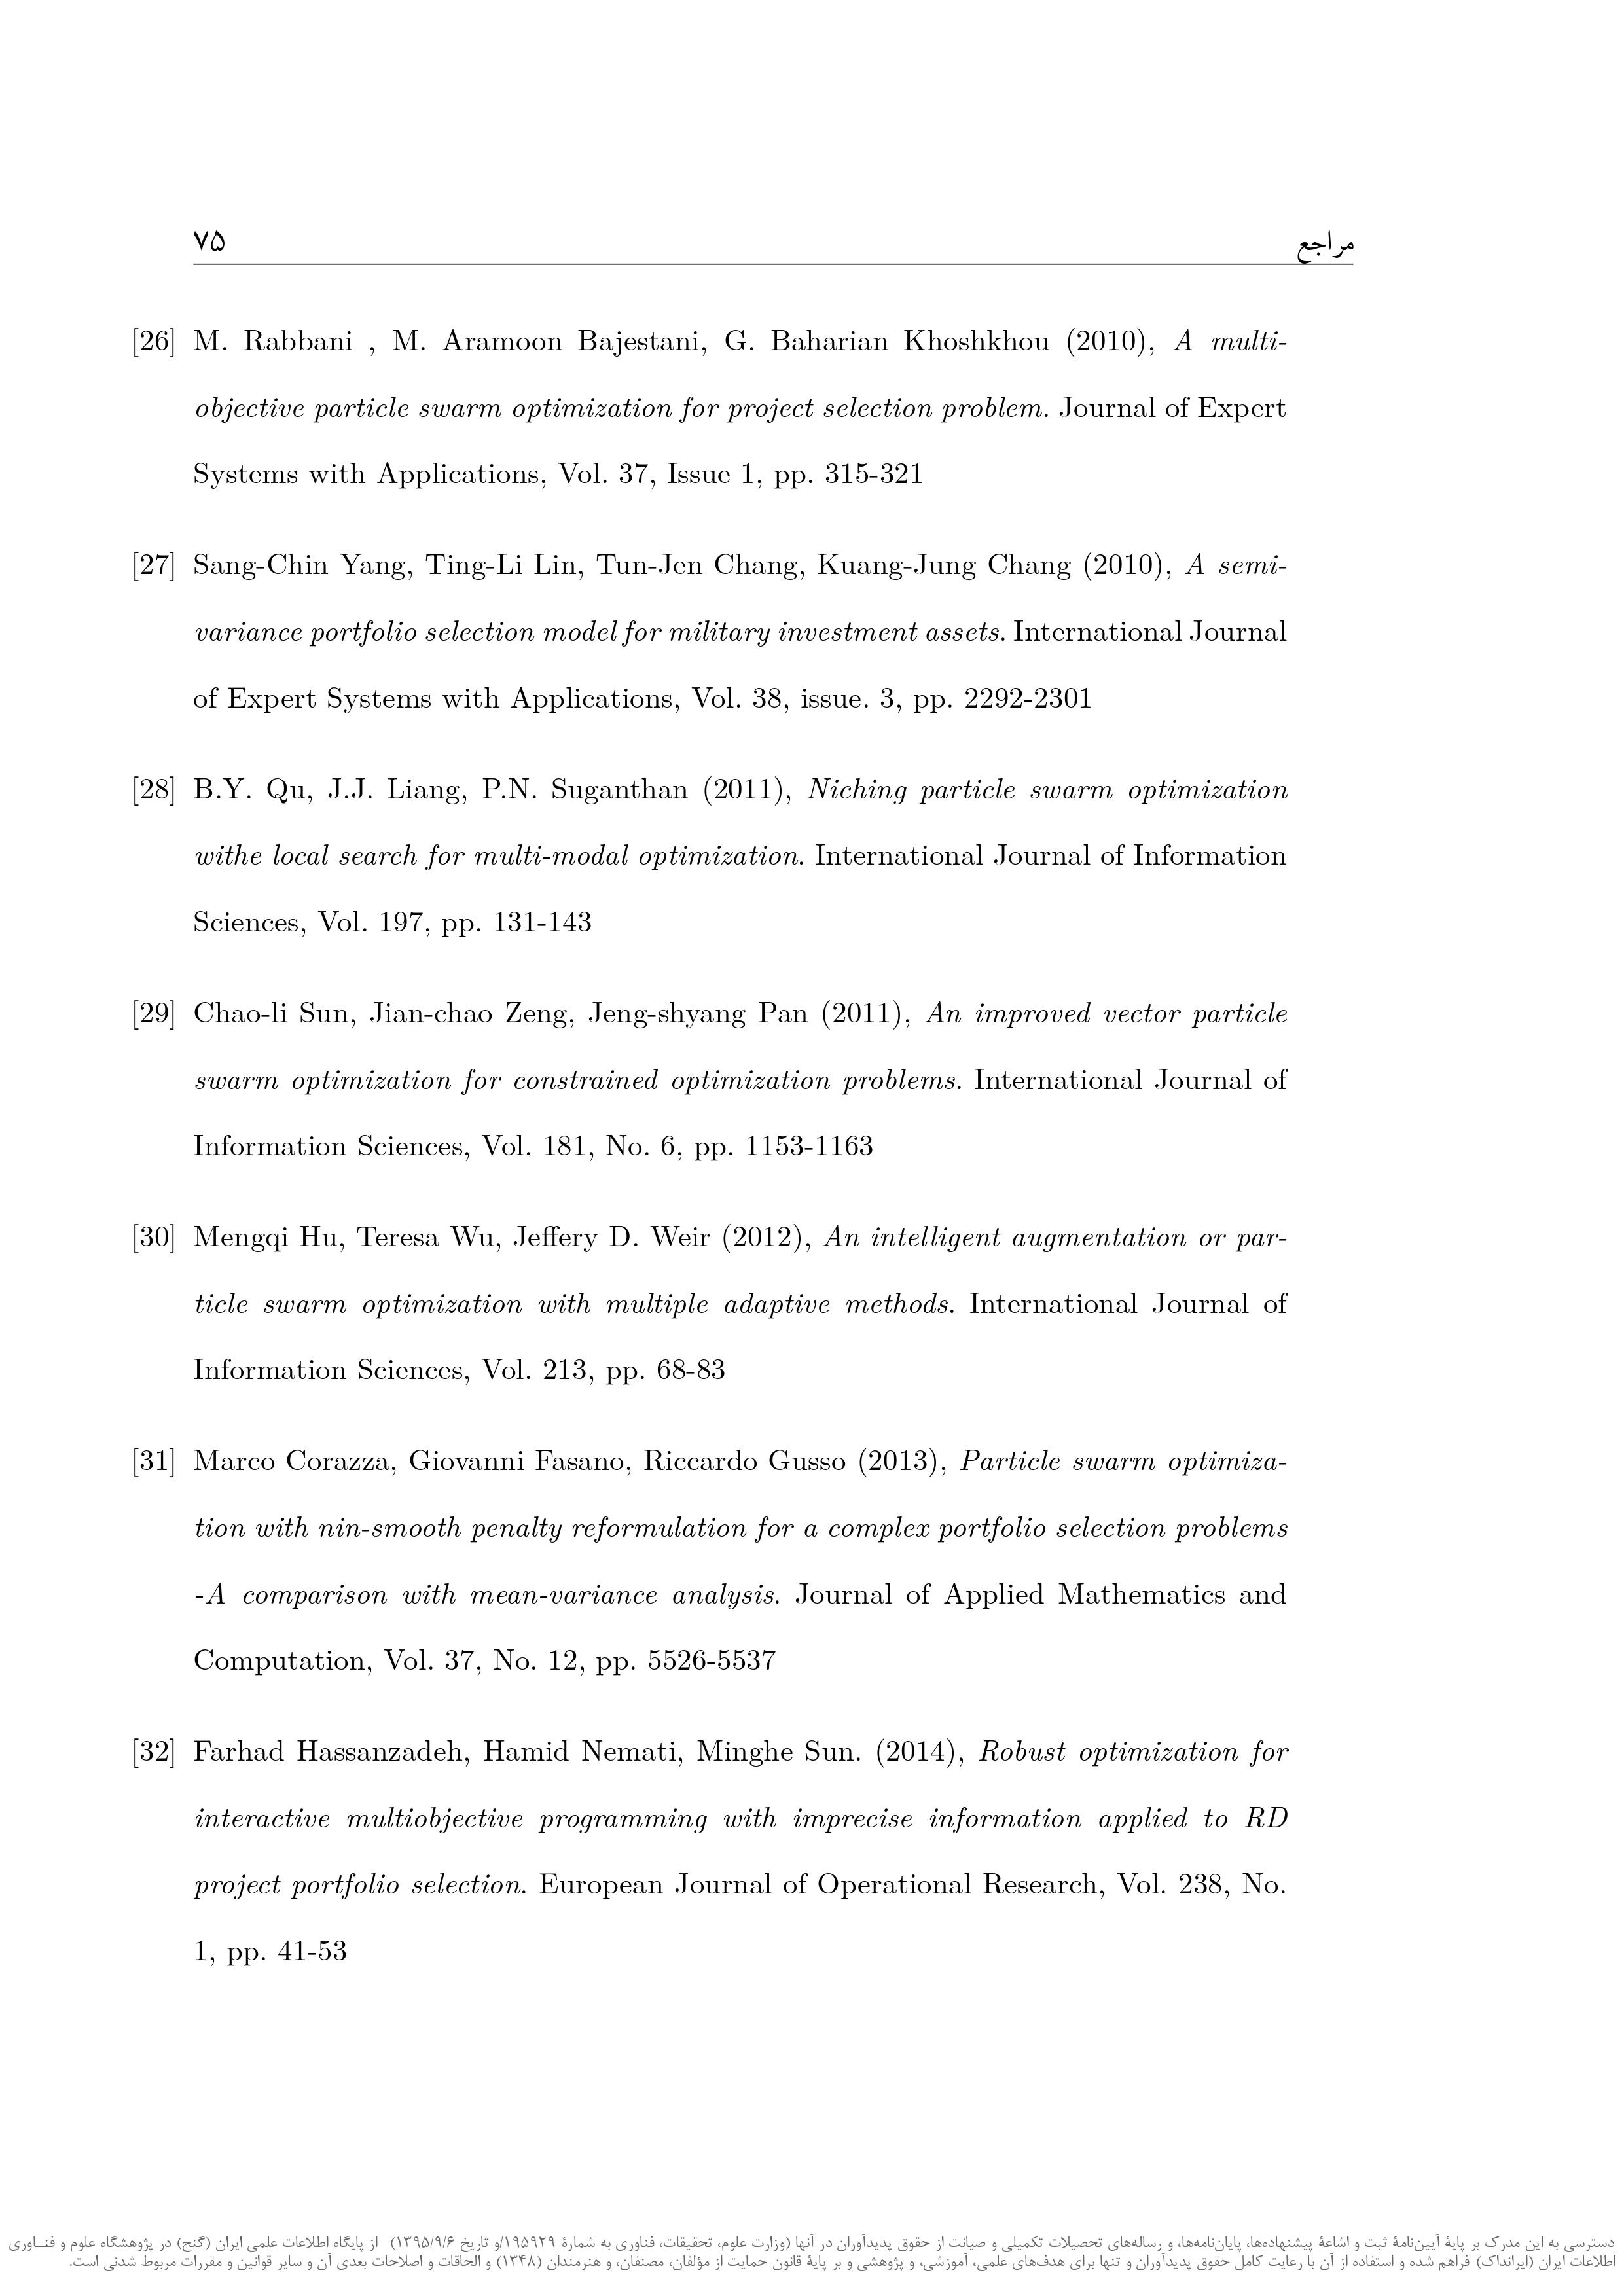 مراجع ۷۵
[26] M. Rabbani , M. Aramoon Bajestani, G. Baharian Khoshkhou (2010), A multi-
objective particle swarm optimization for project selection problem. Journal of Expert
Systems with Applications, Vol. 37, Issue 1, pp. 315-321
[27] Sang-Chin Yang, Ting-Li Lin, Tun-Jen Chang, Kuang-Jung Chang (2010), A semi-
variance portfolio selection model for military investment assets. International Journal
of Expert Systems with Applications, Vol. 38, issue. 3, pp. 2292-2301
[28] B.Y. Qu, J.J. Liang, P.N. Suganthan (2011), Niching particle swarm optimization
withe local search for multi-modal optimization. International Journal of Information
Sciences, Vol. 197, pp. 131-143
[29] Chao-li Sun, Jian-chao Zeng, Jeng-shyang Pan (2011), An improved vector particle
swarm optimization for constrained optimization problems. International Journal of
Information Sciences, Vol. 181, No. 6, pp. 1153-1163
[30] Mengqi Hu, Teresa Wu, Jeffery D. Weir (2012), An intelligent augmentation or par-
ticle swarm optimization with multiple adaptive methods. International Journal of
Information Sciences, Vol. 213, pp. 68-83
[31] Marco Corazza, Giovanni Fasano, Riccardo Gusso (2013), Particle swarm optimiza-
tion with nin-smooth penalty reformulation for a complex portfolio selection problems
-A comparison with mean-variance analysis. Journal of Applied Mathematics and
Computation, Vol. 37, No. 12, pp. 5526-5537
[32] Farhad Hassanzadeh, Hamid Nemati, Minghe Sun. (2014), Robust optimization for
interactive multiobjective programming with imprecise information applied to RD
project portfolio selection. European Journal of Operational Research, Vol. 238, No.
1, pp. 41-53
دسترسی به این مدرک بر پایهٔ آیین‌نامهٔ ثبت و اشاعهٔ پیشنهاده‌ها، پایان‌نامه‌ها، و رساله‌های تحصیلات تکمیلی و صیانت از حقوق پدیدآوران در آنها (وزارت علوم، تحقیقات، فناوری به شمارهٔ ۱۹۵۹۲۹/و تاریخ ۱۳۹۵/۹/۶) از پایگاه اطلاعات علمی ایران (گنج) در پژوهشگاه علوم و فنــاوری
اطلاعات ایران (ایرانداک) فراهم شده و استفاده از آن با رعایت کامل حقوق پدیدآوران و تنها برای هدف‌های علمی، آموزشی، و پژوهشی و بر پایهٔ قانون حمایت از مؤلفان، مصنفان، و هنرمندان (۱۳۴۸) و الحاقات و اصلاحات بعدی آن و سایر قوانین و مقررات مربوط شدنی است.